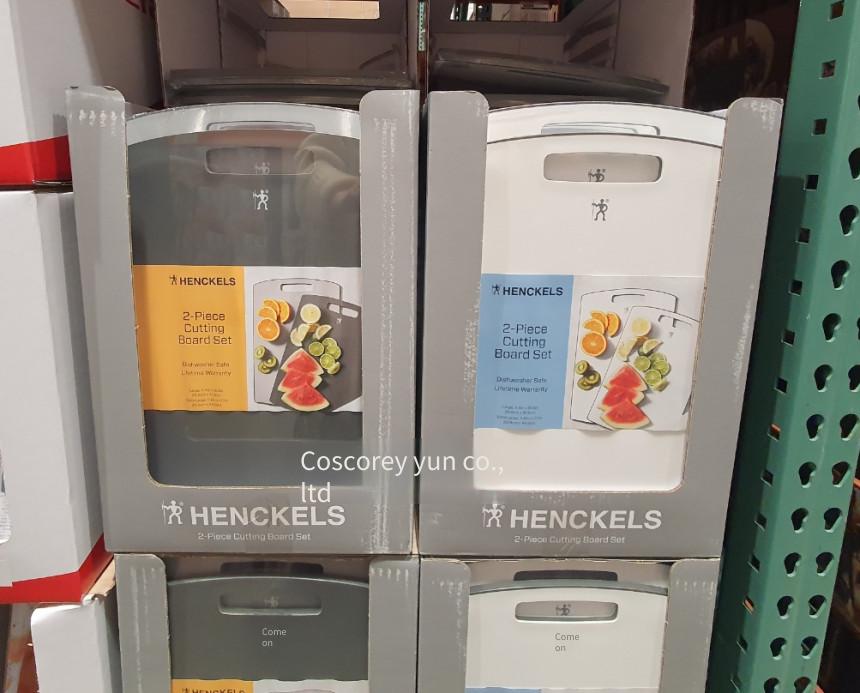 HENCKELS
2-Piece
Cutting
Board Set
Dishwasher Safe
Lifetime Warranty
HENCKELS
2-Piece
Cutting
Board Set
Dishwasher Safe
Lifetime Warranty
Coscorey yun co.,
ltd
HENCKELS
2-Piece Cutting Board Set
HENCKELS
2-Piece Cutting Board Set
Come
on
Come
on
HENCKELS